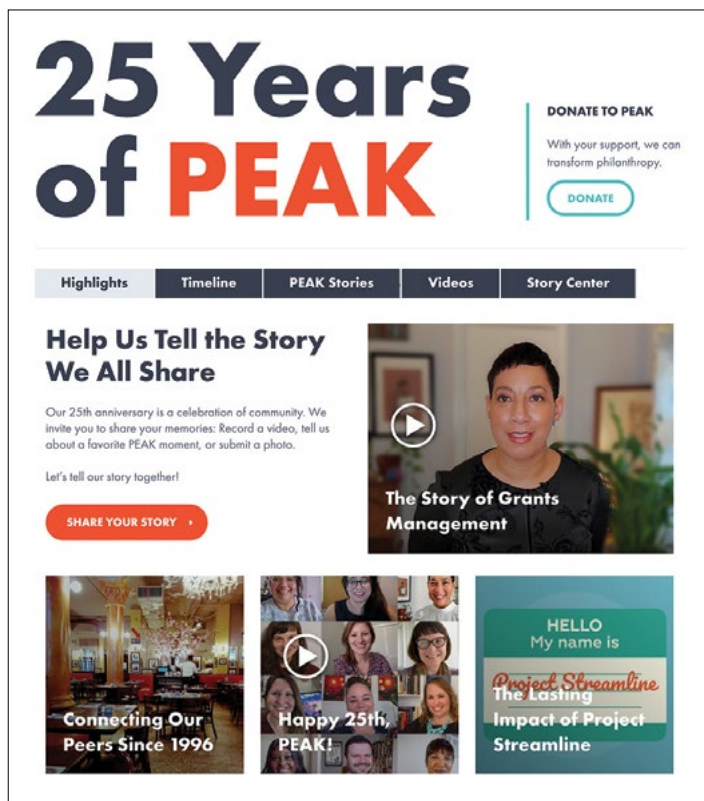 25 Years
of PEAK
DONATE TO PEAK
With your support, we can
transform philanthropy.
DONATE
Highlights
Timeline
PEAK Stories
Videos
Story Center
Help Us Tell the Story
We All Share
Our 25th anniversary is a celebration of community. We
invite you to share your memories: Record a video, tell us
about a favorite PEAK moment, or submit a photo.
Let's tell our story together!
SHARE YOUR STORY
The Story of Grants
Management
Connecting Our
Peers Since 1996
Happy 25th,
PEAK!
HELLO
My name is
Project Streamline
The Lasting
Impact of Project
Streamline